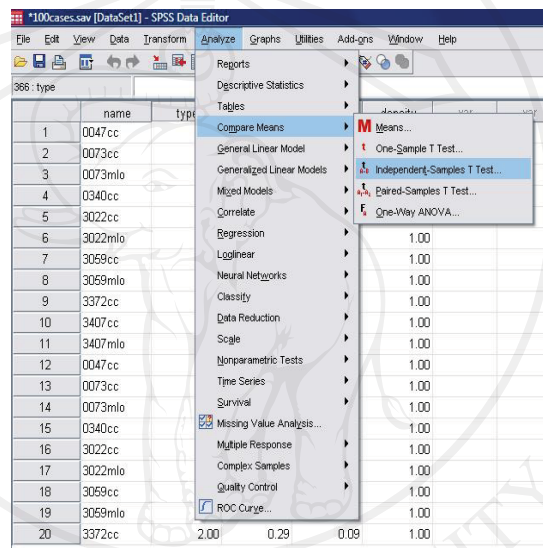 *100cases.sav [DataSet1] - SPSS Data Editor
File Edit View Data Transform Analyze Graphs Utilities Add-ons Window Help
366 : type
name type density var var
Reports
Descriptive Statistics
Tables
Compare Means
General Linear Model
Generalized Linear Models
Mixed Models
Correlate
Regression
Loglinear
Neural Networks
Classify
Data Reduction
Scale
Nonparametric Tests
Time Series
Survival
Missing Value Analysis...
Multiple Response
Complex Samples
Quality Control
ROC Curve...
Means...
One-Sample T Test...
Independent-Samples T Test...
Paired-Samples T Test...
One-Way ANOVA...
1 0047cc
2 0073cc
3 0073mlo
4 0340cc
5 3022cc
6 3022mlo 1.00
7 3059cc 1.00
8 3059mlo 1.00
9 3372cc 1.00
10 3407cc 1.00
11 3407mlo 1.00
12 0047cc 1.00
13 0073cc 1.00
14 0073mlo 1.00
15 0340cc 1.00
16 3022cc 1.00
17 3022mlo 1.00
18 3059cc 1.00
19 3059mlo 1.00
20 3372cc 2.00 0.29 0.09 1.00